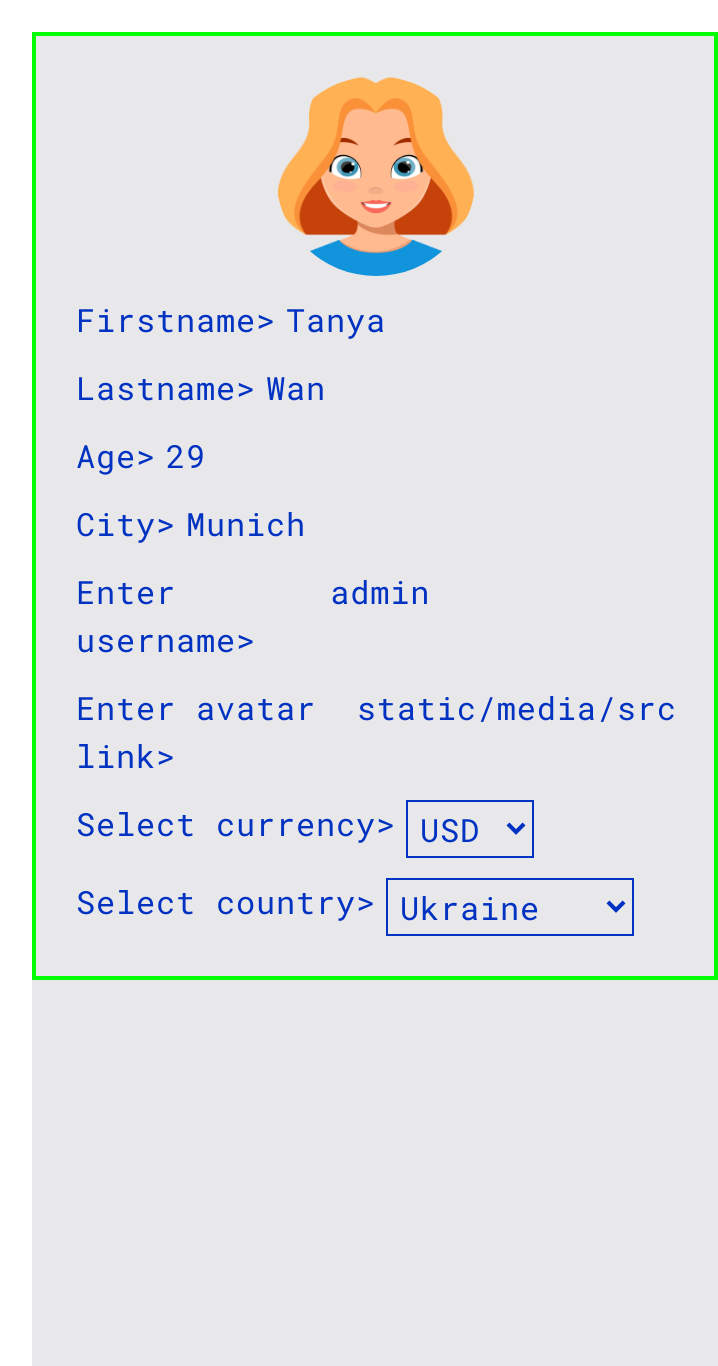 Firstname> Tanya
Lastname> Wan
Age> 29
City> Munich
Enter admin
username>
Enter avatar static/media/src
link>
Select currency> USD
Select country> Ukraine